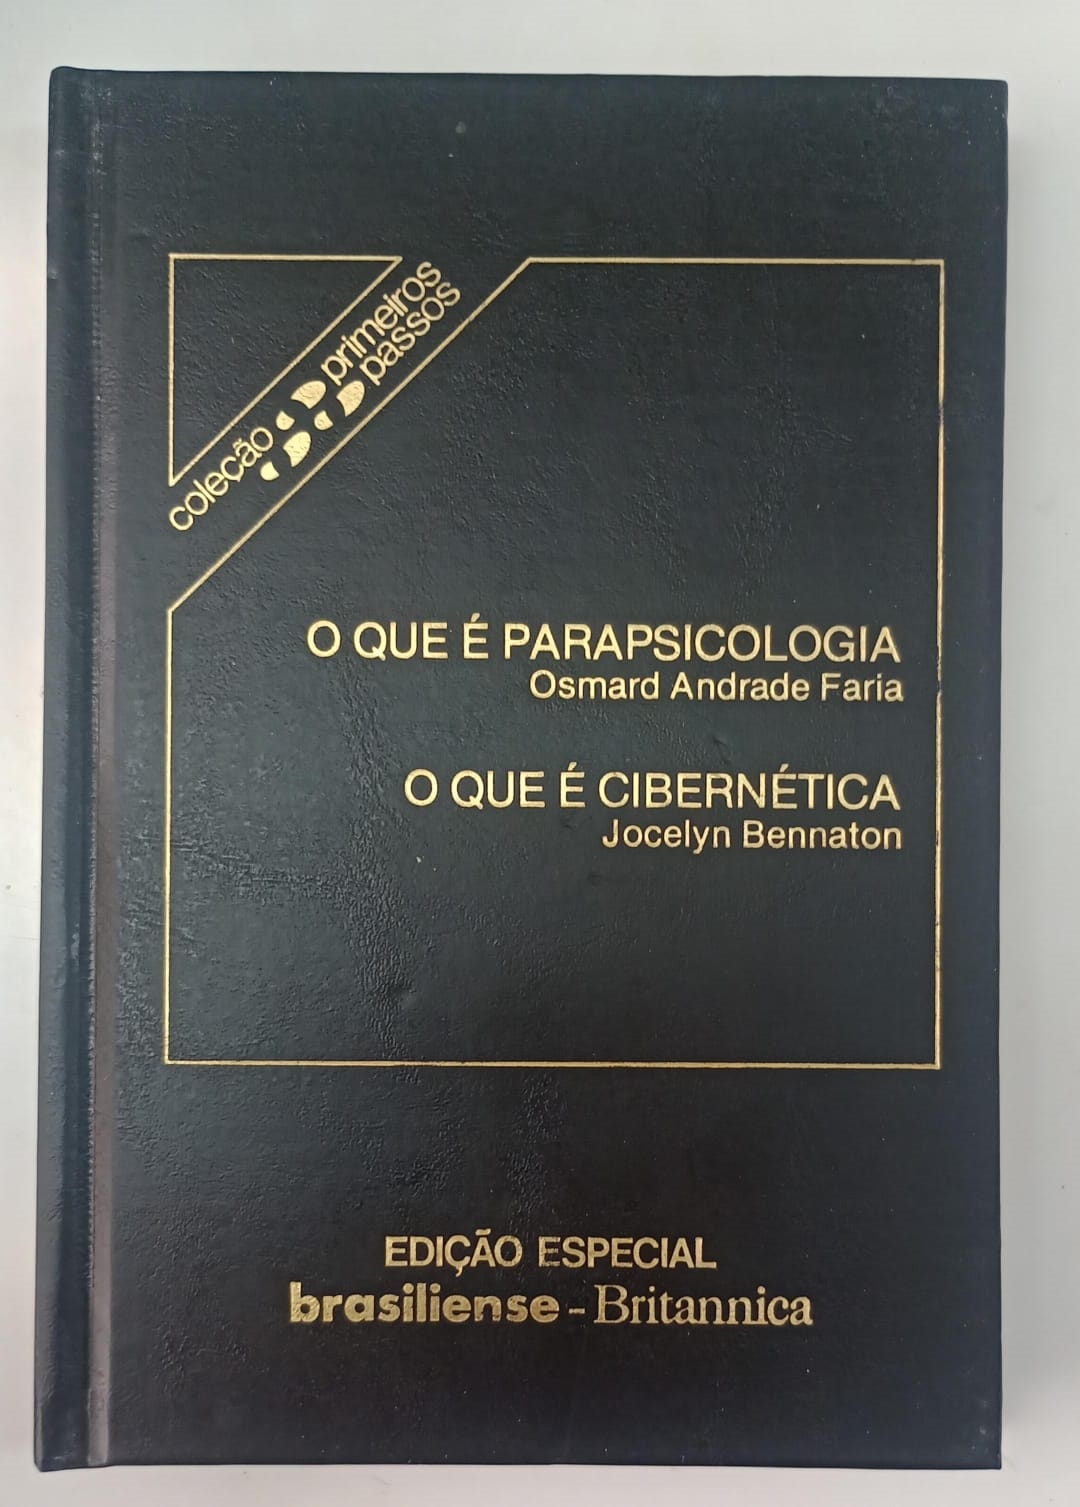 coleção primeiros
passos
O QUE É PARAPSICOLOGIA
Osmard Andrade Faria
O QUE É CIBERNÉTICA
Jocelyn Bennaton
EDIÇÃO ESPECIAL
brasiliense - Britannica